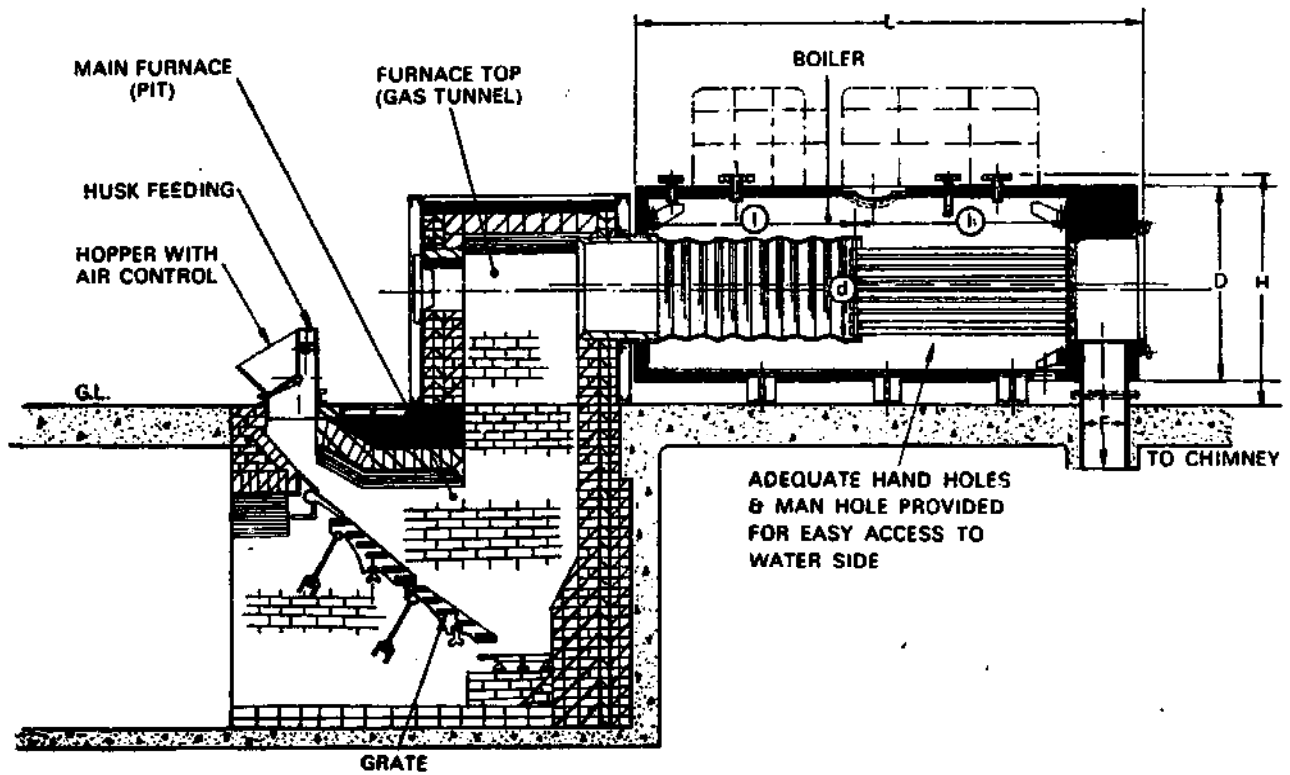 L
BOILER
MAIN FURNACE
(PIT)
FURNACE TOP
(GAS TUNNEL)
HUSK FEEDING
HOPPER WITH
AIR CONTROL
l
d
D
H
G.L.
F
TO CHIMNEY
ADEQUATE HAND HOLES
& MAN HOLE PROVIDED
FOR EASY ACCESS TO
WATER SIDE
GRATE